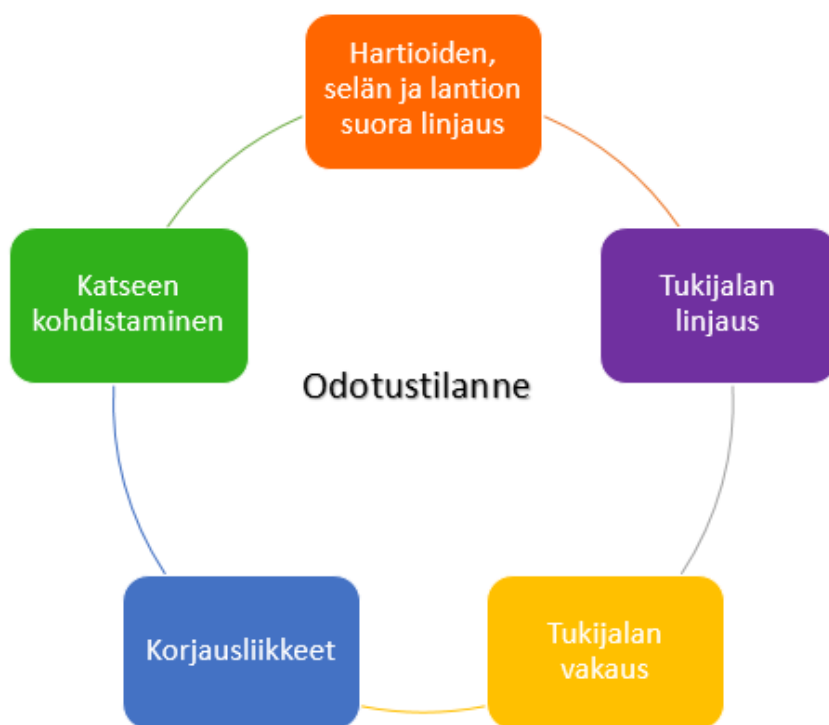 Hartioiden,
selän ja lantion
suora linjaus
Tukijalan
linjaus
Tukijalan
vakaus
Korjausliikkeet
Katseen
kohdistaminen
Odotustilanne